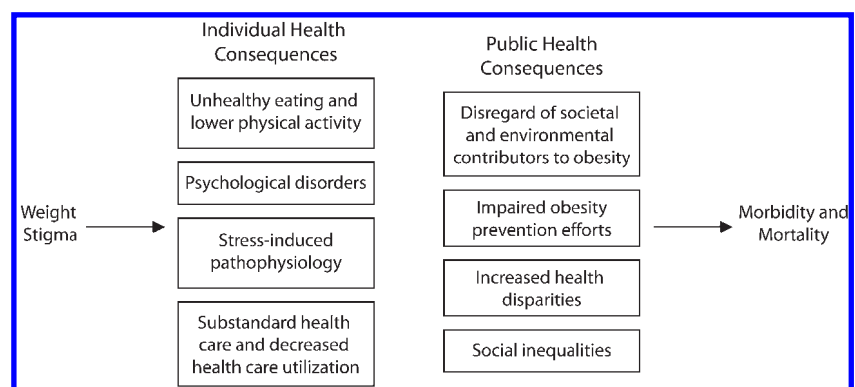 Individual Health
Consequences
Public Health
Consequences
Weight
Stigma
Unhealthy eating and
lower physical activity
Psychological disorders
Stress-induced
pathophysiology
Substandard health
care and decreased
health care utilization
Disregard of societal
and environmental
contributors to obesity
Impaired obesity
prevention efforts
Increased health
disparities
Social inequalities
Morbidity and
Mortality